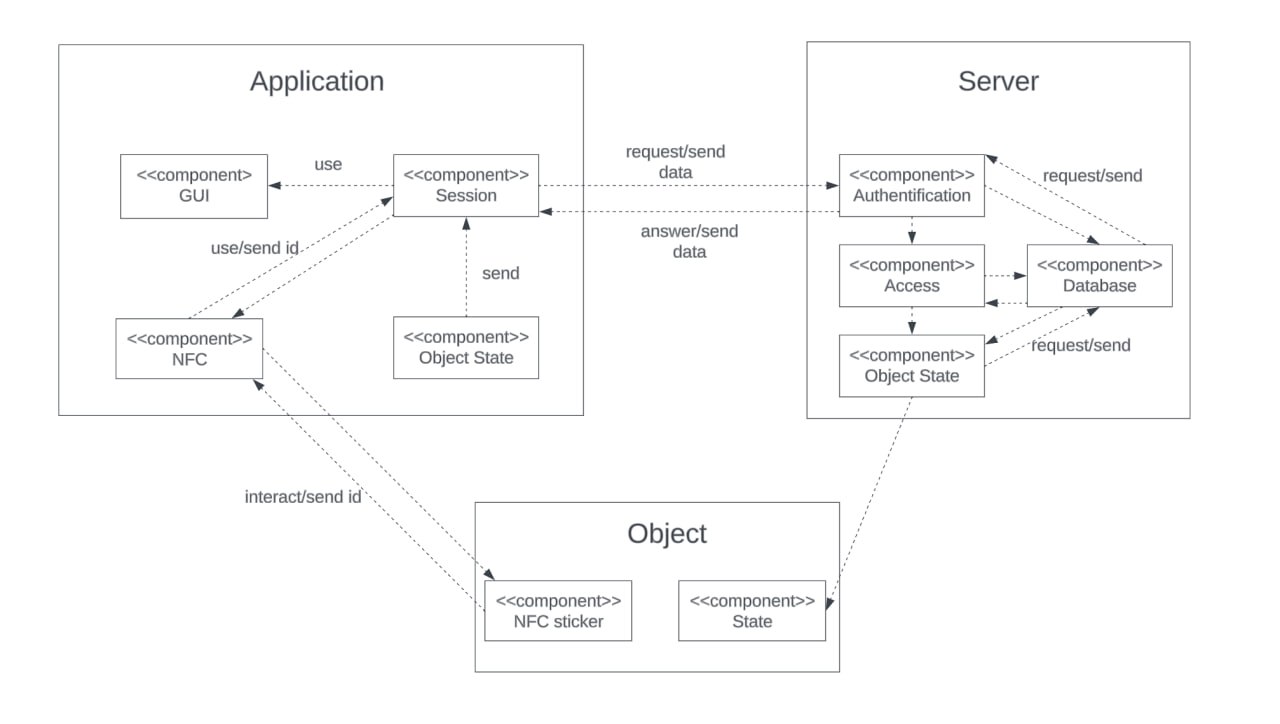 Application
Server
<<component>
GUI
use
<<component>>
Session
request/send
data
<<component>>
Authentification
request/send
use/send id
answer/send
data
send
<<component>>
Access
<<component>>
Database
<<component>>
NFC
<<component>>
Object State
<<component>>
Object State
request/send
interact/send id
Object
<<component>>
NFC sticker
<<component>>
State